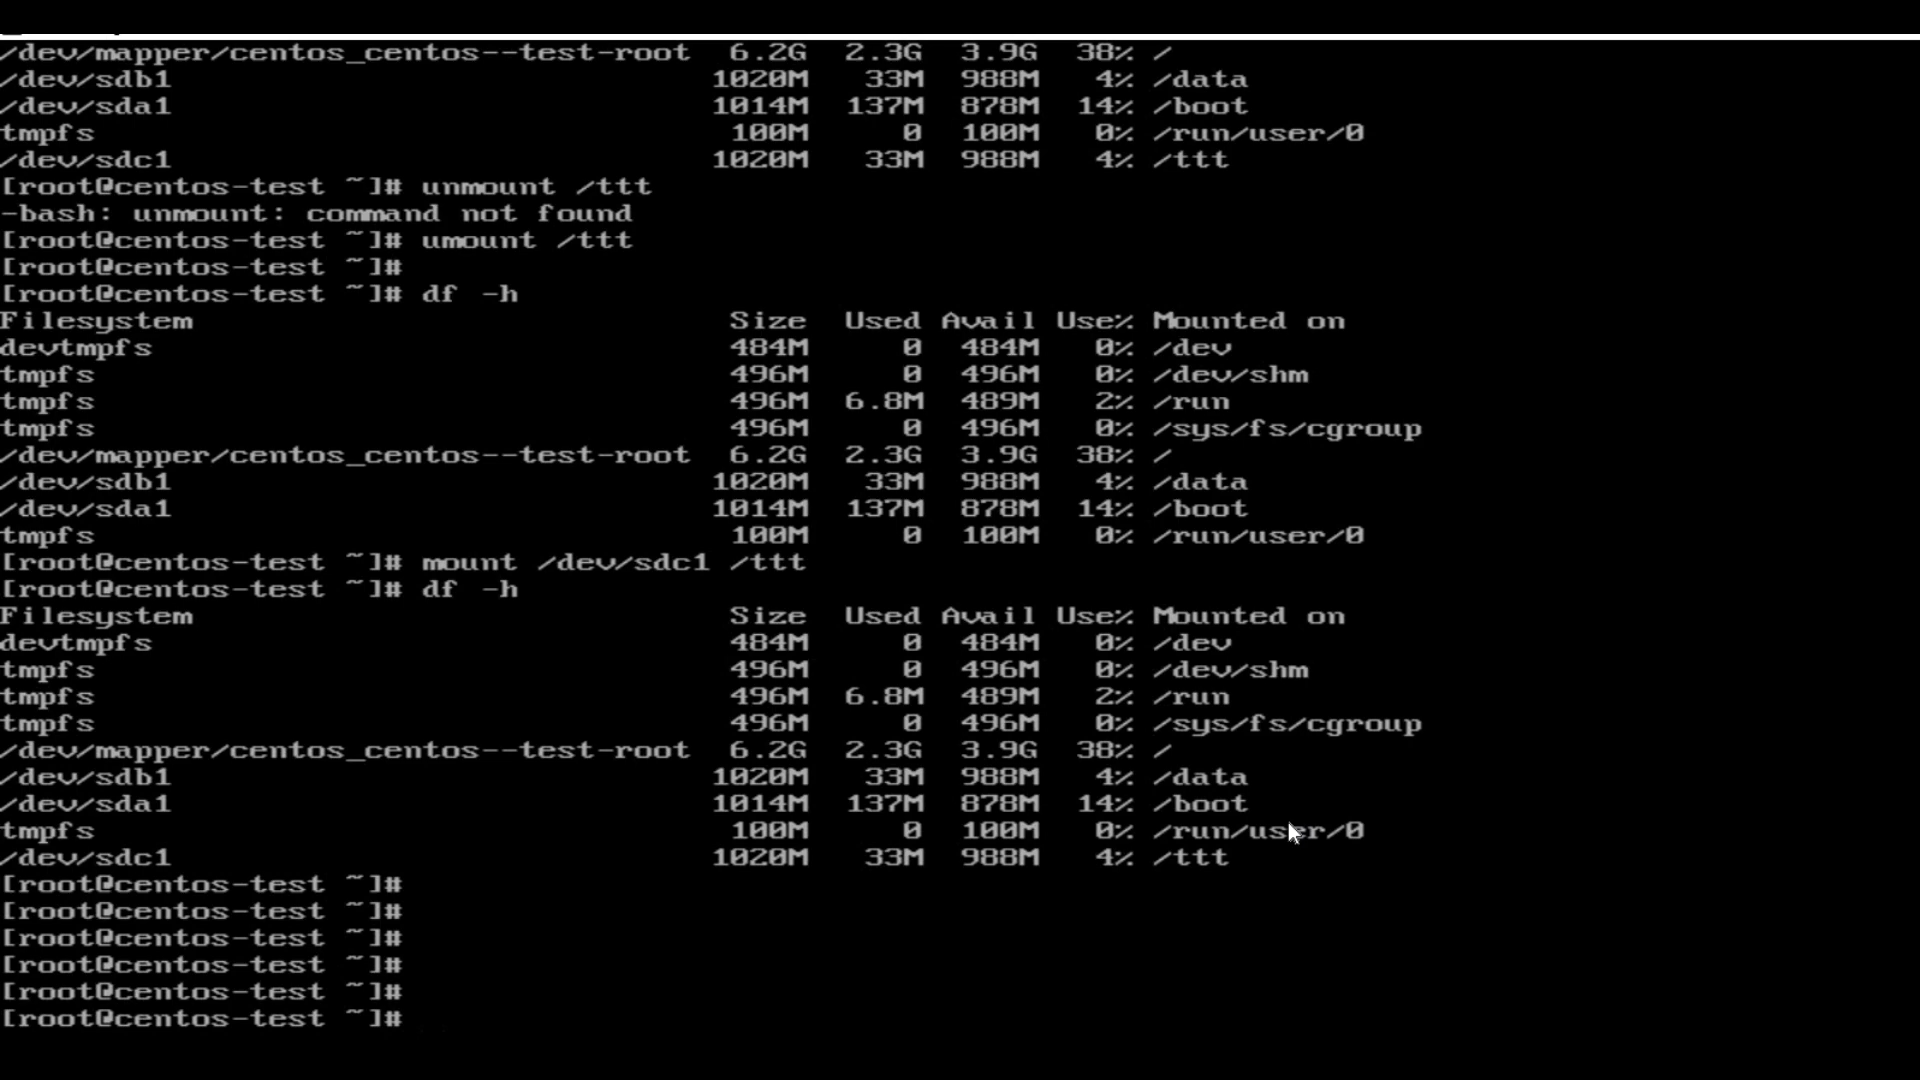 /dev/mapper/centos_centos--test-root  6.2G  2.3G  3.9G  38% /
/dev/sdb1                            1020M   33M  988M   4% /data
/dev/sda1                            1014M  137M  878M  14% /boot
tmpfs                                 100M     0  100M   0% /run/user/0
/dev/sdc1                            1020M   33M  988M   4% /ttt
[root@centos-test ~]# unmount /ttt
-bash: unmount: command not found
[root@centos-test ~]# umount /ttt
[root@centos-test ~]#
[root@centos-test ~]# df -h
Filesystem                            Size  Used Avail Use% Mounted on
devtmpfs                              484M     0  484M   0% /dev
tmpfs                                 496M     0  496M   0% /dev/shm
tmpfs                                 496M  6.8M  489M   2% /run
tmpfs                                 496M     0  496M   0% /sys/fs/cgroup
/dev/mapper/centos_centos--test-root  6.2G  2.3G  3.9G  38% /
/dev/sdb1                            1020M   33M  988M   4% /data
/dev/sda1                            1014M  137M  878M  14% /boot
tmpfs                                 100M     0  100M   0% /run/user/0
[root@centos-test ~]# mount /dev/sdc1 /ttt
[root@centos-test ~]# df -h
Filesystem                            Size  Used Avail Use% Mounted on
devtmpfs                              484M     0  484M   0% /dev
tmpfs                                 496M     0  496M   0% /dev/shm
tmpfs                                 496M  6.8M  489M   2% /run
tmpfs                                 496M     0  496M   0% /sys/fs/cgroup
/dev/mapper/centos_centos--test-root  6.2G  2.3G  3.9G  38% /
/dev/sdb1                            1020M   33M  988M   4% /data
/dev/sda1                            1014M  137M  878M  14% /boot
tmpfs                                 100M     0  100M   0% /run/user/0
/dev/sdc1                            1020M   33M  988M   4% /ttt
[root@centos-test ~]#
[root@centos-test ~]#
[root@centos-test ~]#
[root@centos-test ~]#
[root@centos-test ~]#
[root@centos-test ~]#